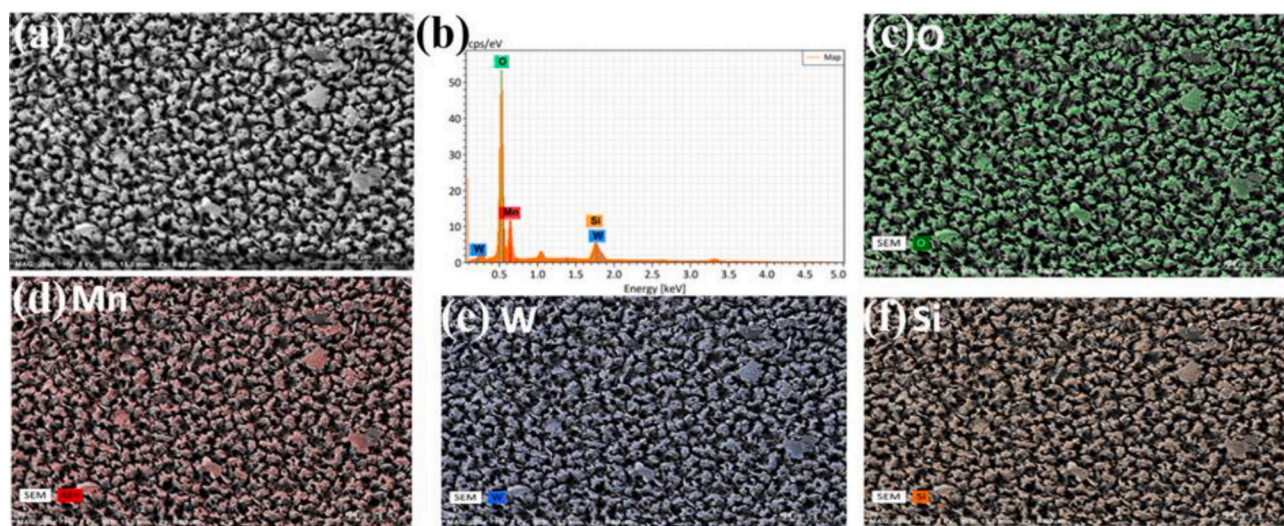 (a)
(b)
cps/eV
Map
O
50
40
30
Mn
20
Si
10
W
W
0
0.5
1.0
1.5
2.0
2.5
3.0
3.5
4.0
4.5
5.0
Energy [keV]
(c) O
SEM
O
(d) Mn
SEM
(e) W
SEM
W
(f) Si
SEM
Si